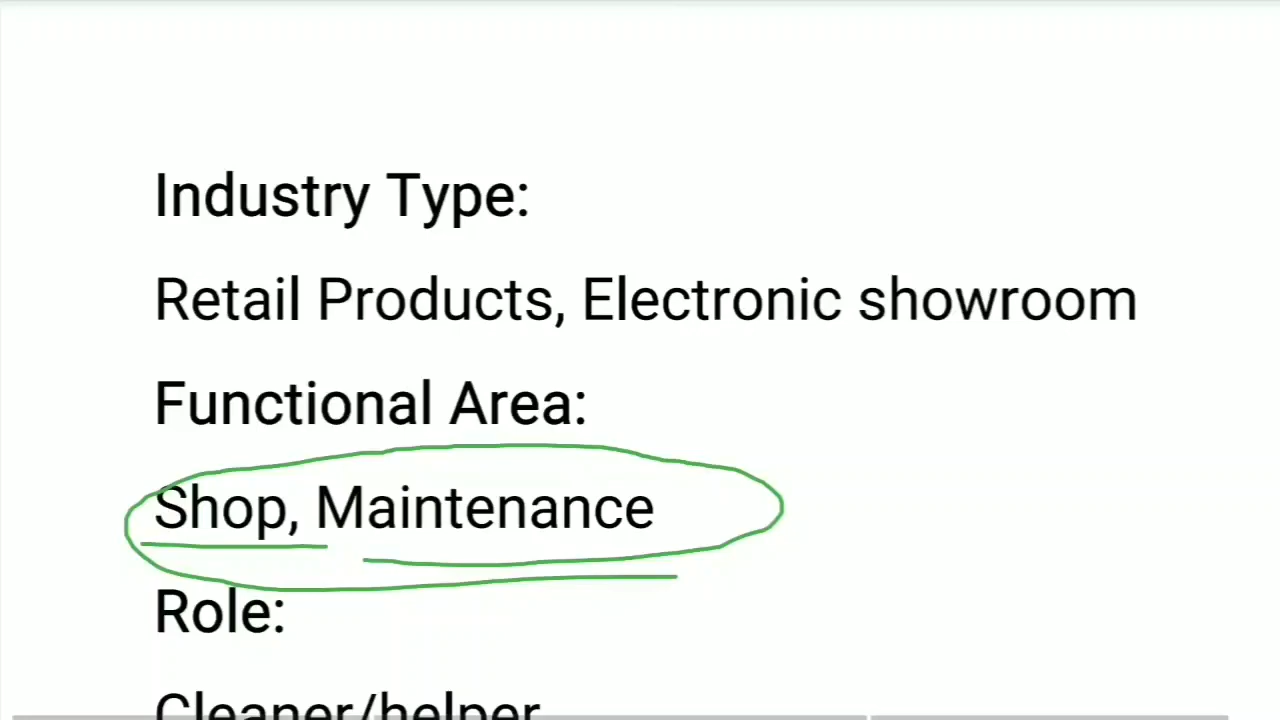 Industry Type:
Retail Products, Electronic showroom
Functional Area:
Shop, Maintenance
Role:
Cleaner/helper